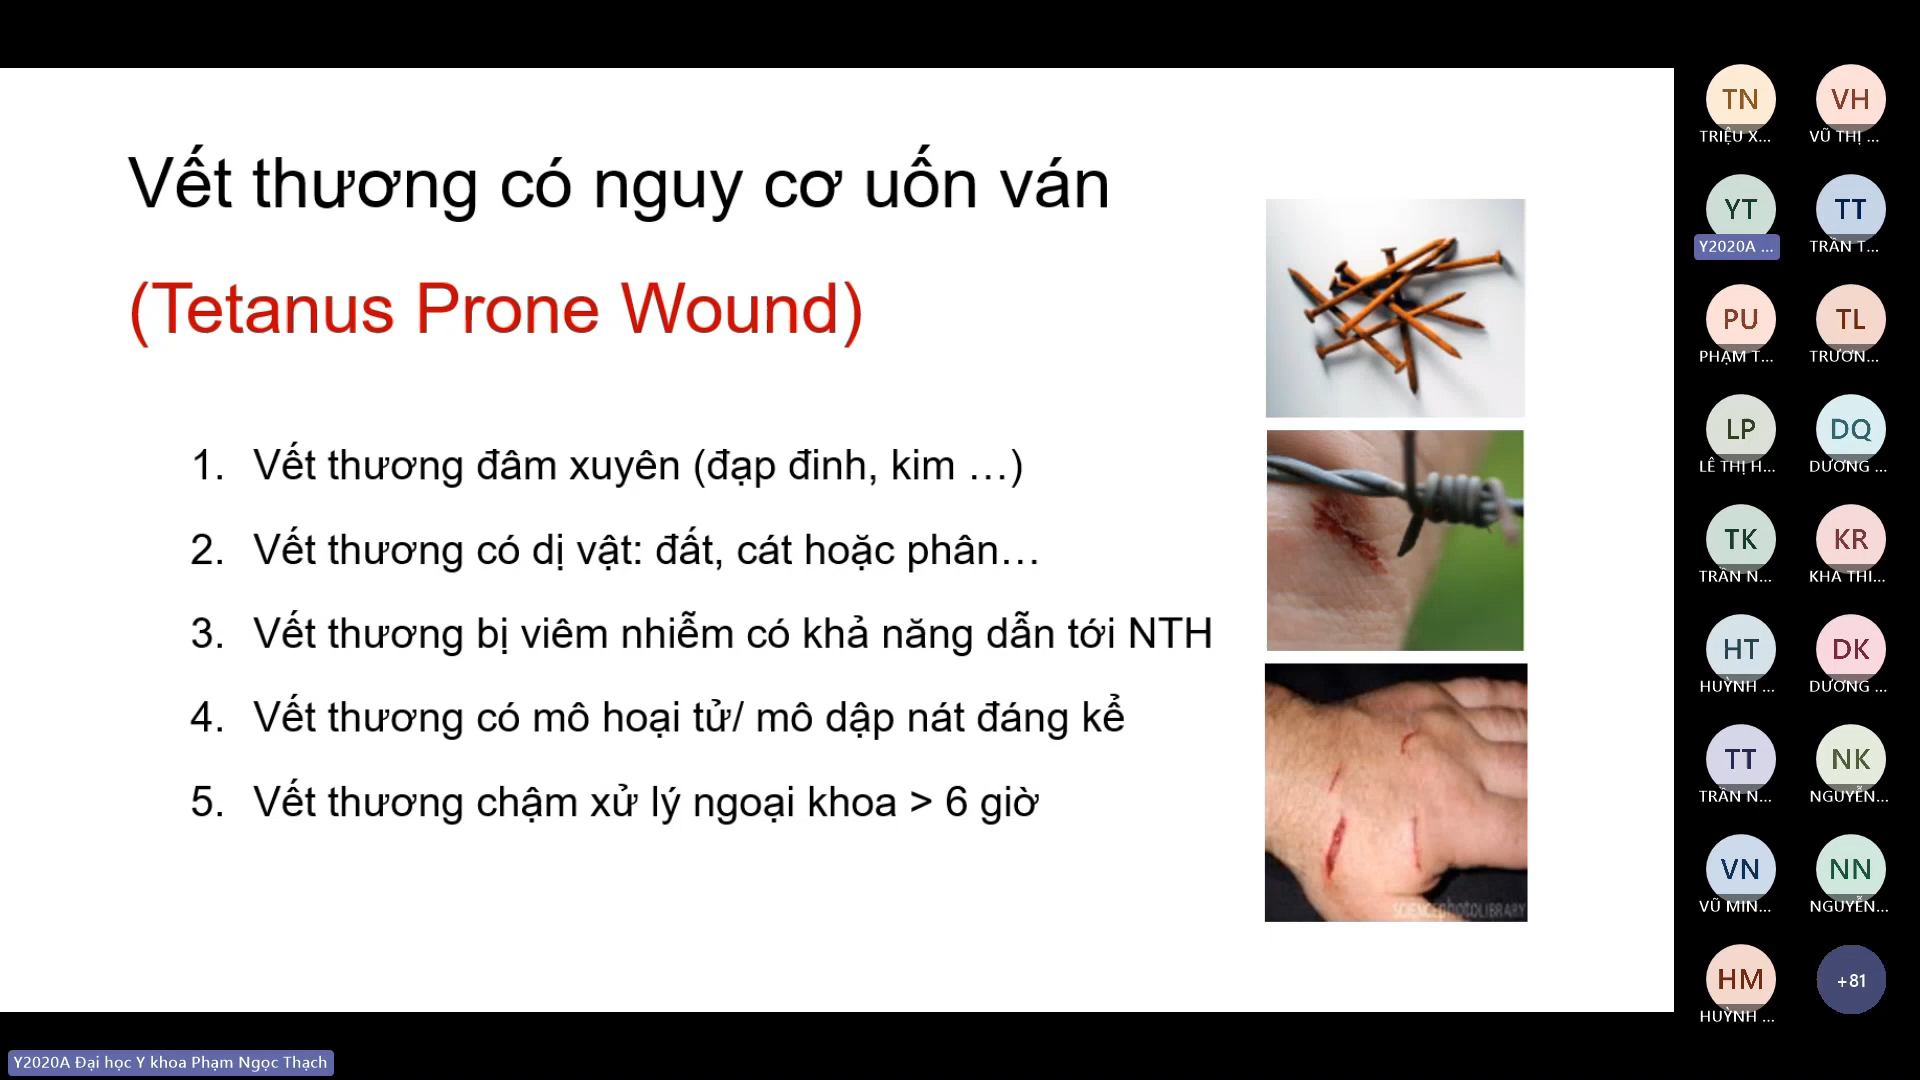 Vết thương có nguy cơ uốn ván
(Tetanus Prone Wound)
1. Vết thương đâm xuyên (đạp đinh, kim …)
2. Vết thương có dị vật: đất, cát hoặc phân…
3. Vết thương bị viêm nhiễm có khả năng dẫn tới NTH
4. Vết thương có mô hoại tử/ mô dập nát đáng kể
5. Vết thương chậm xử lý ngoại khoa > 6 giờ
SCIENCEPHOTOLIBRARY
TN
TRIỆU X...
VH
VŨ THỊ ...
YT
Y2020A ...
TT
TRẦN T...
PU
PHẠM T...
TL
TRƯƠN...
LP
LÊ THỊ H...
DQ
DƯƠNG ...
TK
TRẦN N...
KR
KHA THI...
HT
HUỲNH ...
DK
DƯƠNG ...
TT
TRẦN N...
NK
NGUYỄN...
VN
VŨ MIN...
NN
NGUYỄN...
HM
HUỲNH ...
+81
Y2020A Đại học Y khoa Phạm Ngọc Thạch